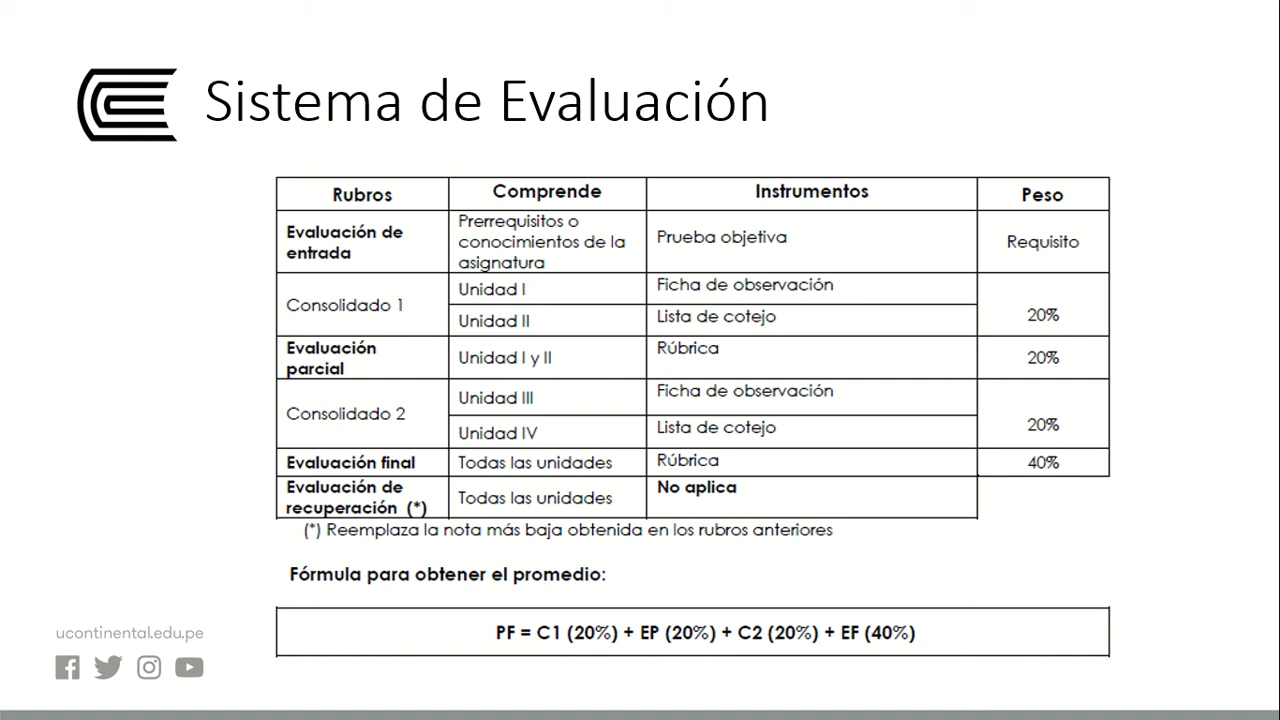 Sistema de Evaluación
Rubros Comprende Instrumentos Peso
Evaluación de
entrada
Prerrequisitos o
conocimientos de la
asignatura
Prueba objetiva
Requisito
Consolidado 1
Unidad I
Ficha de observación
Unidad II
Lista de cotejo
20%
Evaluación
parcial
Unidad I y II
Rúbrica
20%
Consolidado 2
Unidad III
Ficha de observación
Unidad IV
Lista de cotejo
20%
Evaluación final
Todas las unidades
Rúbrica
40%
Evaluación de
recuperación (*)
Todas las unidades
No aplica
(*) Reemplaza la nota más baja obtenida en los rubros anteriores
Fórmula para obtener el promedio:
PF = C1 (20%) + EP (20%) + C2 (20%) + EF (40%)
ucontinental.edu.pe